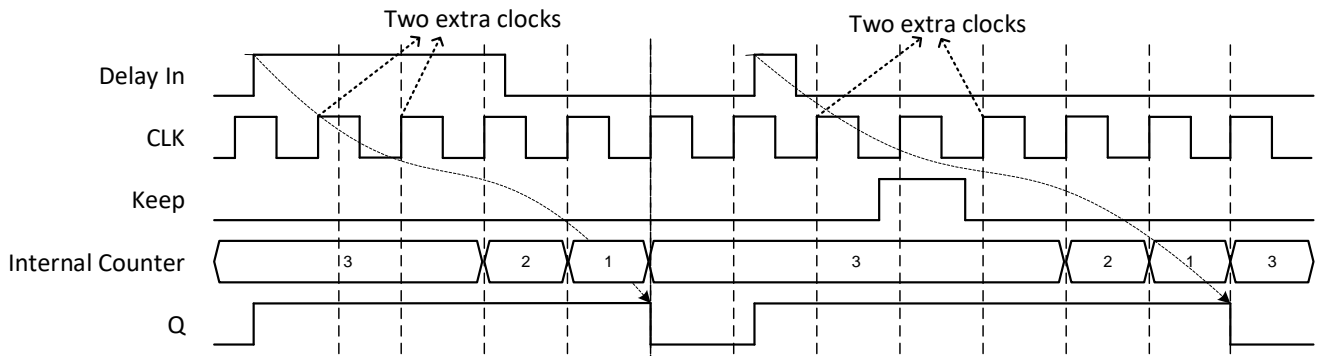 Two extra clocks
Two extra clocks
Delay In
CLK
Keep
Internal Counter
3 2 1 3 2 1 3
Q